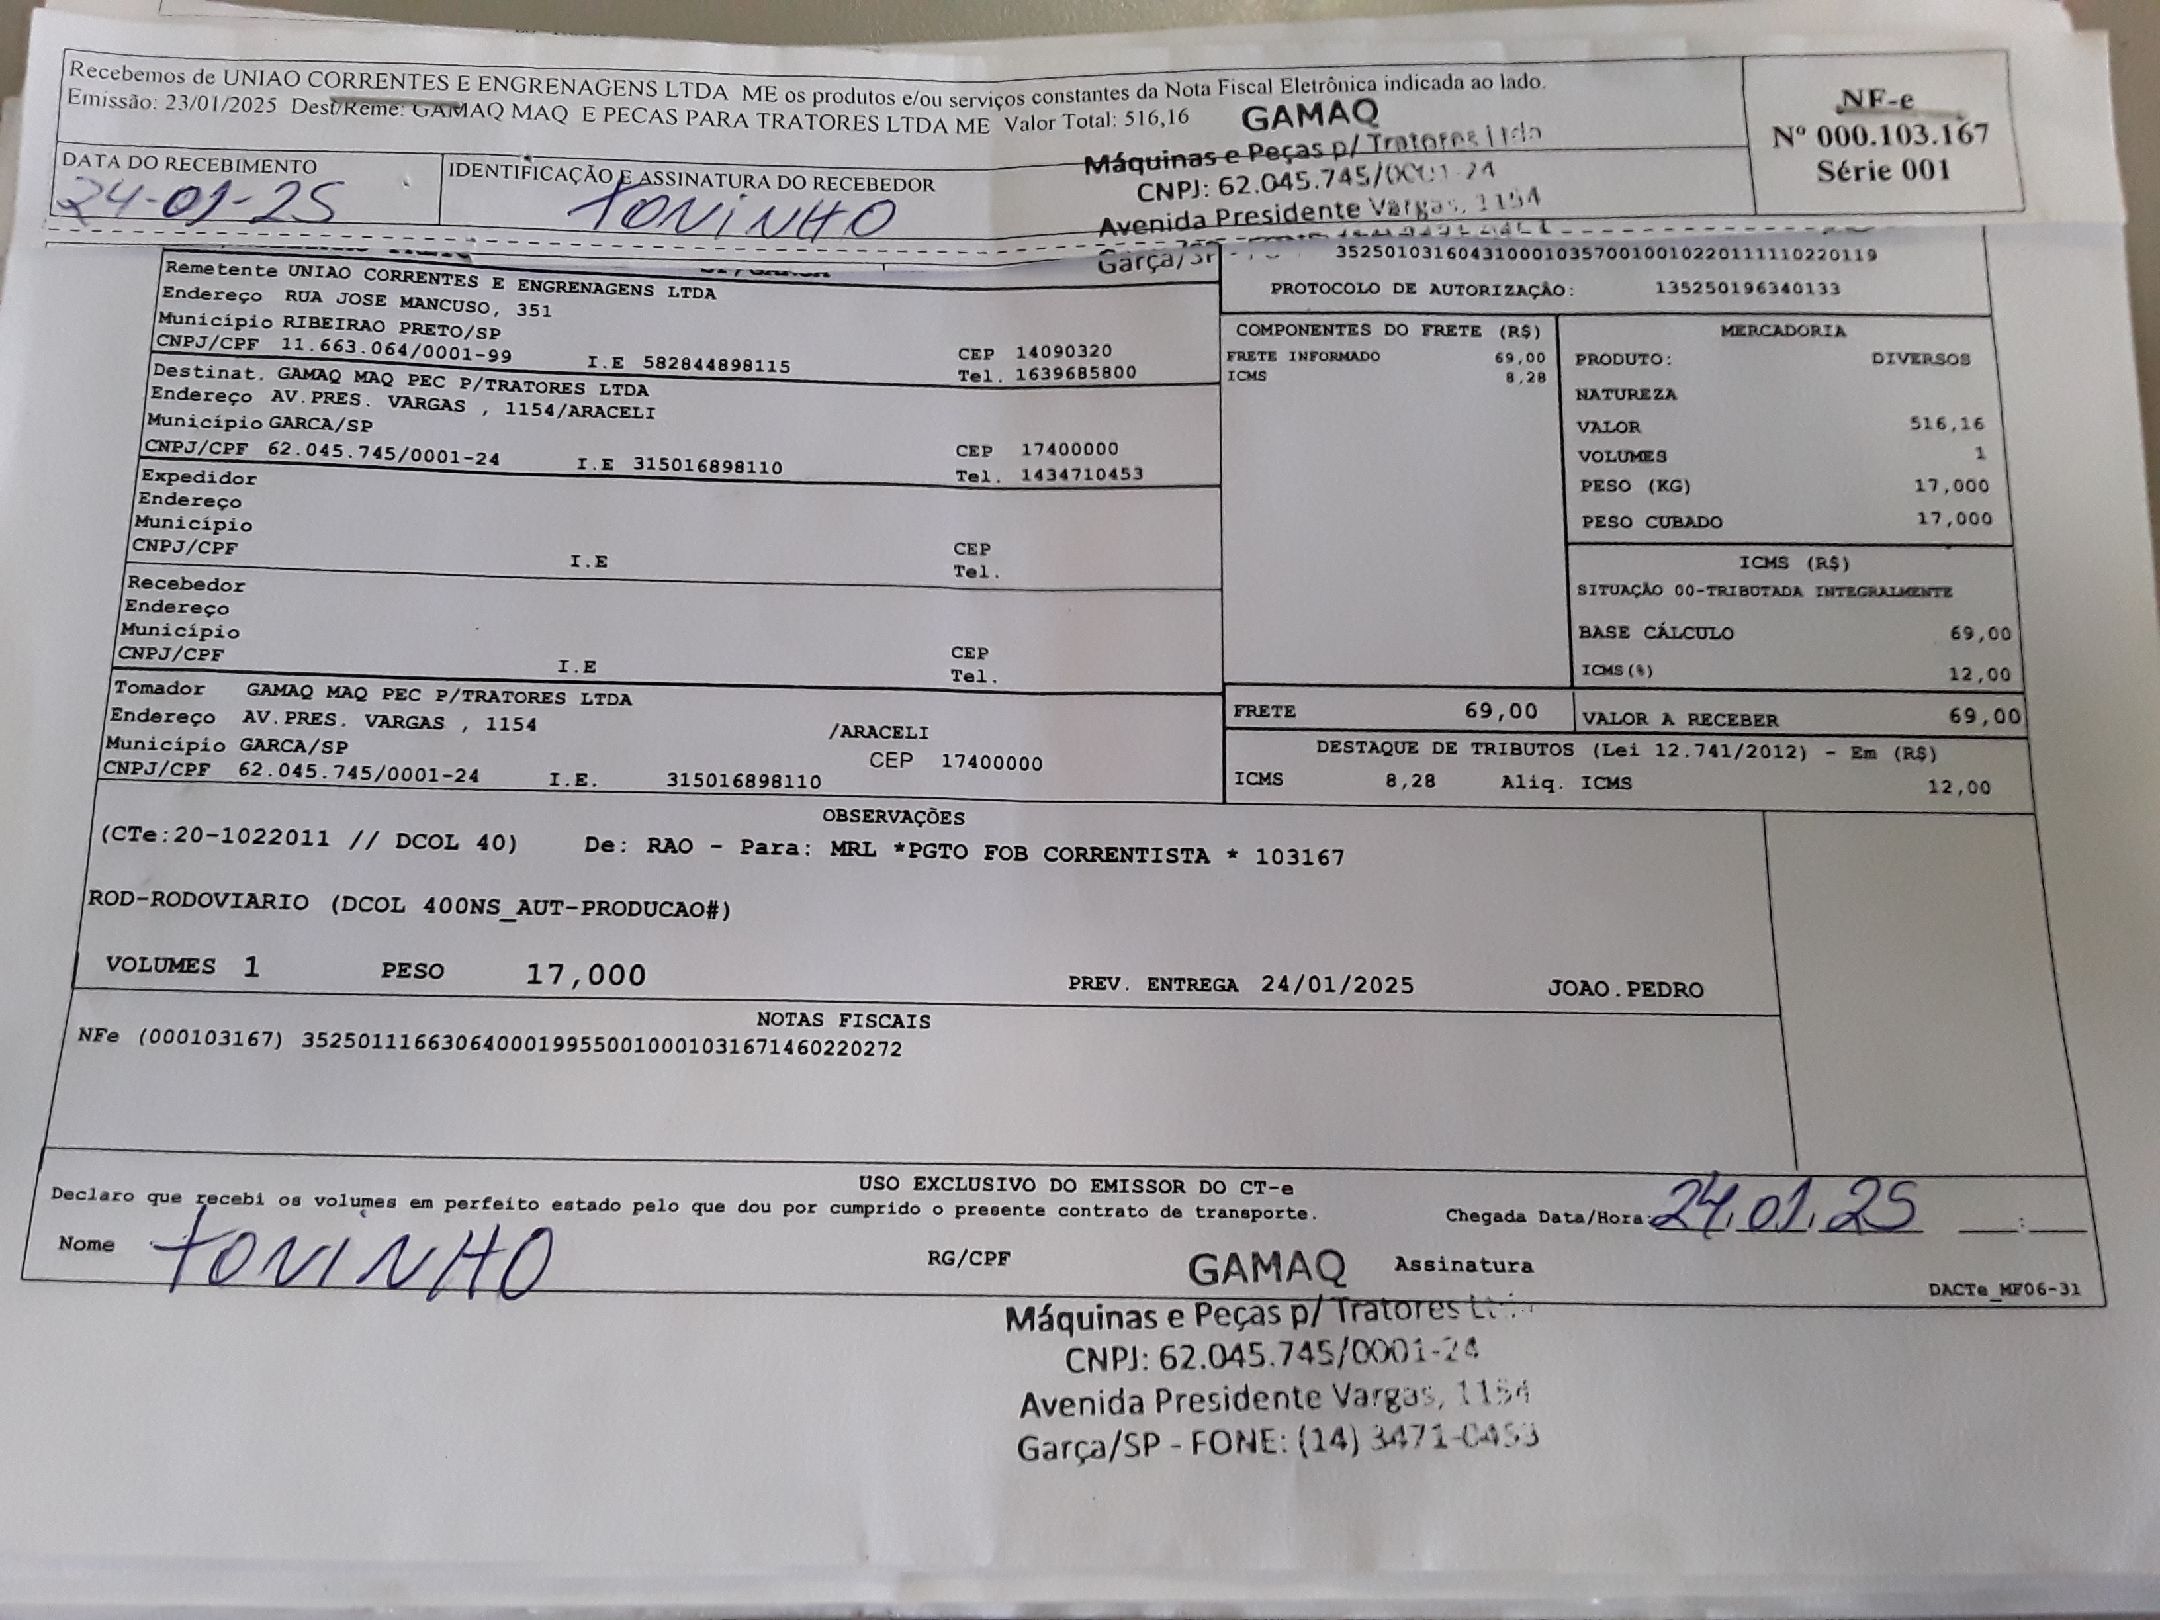 Recebemos de UNIAO CORRENTES E ENGRENAGENS LTDA ME os produtos e/ou serviços constantes da Nota Fiscal Eletrônica indicada ao lado.
Emissão: 23/01/2025 Dest/Reme: GAMAQ MAQ E PECAS PARA TRATORES LTDA ME Valor Total: 516,16
GAMAQ
Máquinas e Peças p/ Tratores Ltda
CNPJ: 62.045.745/0001-24
Avenida Presidente Vargas, 1154
Garça/SP -
NF-e
Nº 000.103.167
Série 001
DATA DO RECEBIMENTO
24-01-25
IDENTIFICAÇÃO E ASSINATURA DO RECEBEDOR
TONINHO
35250103160431000103570010010220111110220119
PROTOCOLO DE AUTORIZAÇÃO: 135250196340133
Remetente UNIAO CORRENTES E ENGRENAGENS LTDA
Endereço RUA JOSE MANCUSO, 351
Município RIBEIRAO PRETO/SP
CEP 14090320
CNPJ/CPF 11.663.064/0001-99 I.E 582844898115
Tel. 1639685800
Destinat. GAMAQ MAQ PEC P/TRATORES LTDA
Endereço AV.PRES. VARGAS , 1154/ARACELI
Município GARCA/SP
CEP 17400000
CNPJ/CPF 62.045.745/0001-24 I.E 315016898110
Tel. 1434710453
Expedidor
Endereço
Município
CEP
CNPJ/CPF I.E
Tel.
Recebedor
Endereço
Município
CEP
CNPJ/CPF I.E
Tel.
Tomador GAMAQ MAQ PEC P/TRATORES LTDA
Endereço AV.PRES. VARGAS , 1154 /ARACELI
Município GARCA/SP CEP 17400000
CNPJ/CPF 62.045.745/0001-24 I.E. 315016898110
COMPONENTES DO FRETE (R$)
FRETE INFORMADO 69,00
ICMS 8,28
MERCADORIA
PRODUTO: DIVERSOS
NATUREZA
VALOR 516,16
VOLUMES 1
PESO (KG) 17,000
PESO CUBADO 17,000
ICMS (R$)
SITUAÇÃO 00-TRIBUTADA INTEGRALMENTE
BASE CÁLCULO 69,00
ICMS(%) 12,00
FRETE 69,00
VALOR A RECEBER 69,00
DESTAQUE DE TRIBUTOS (Lei 12.741/2012) - Em (R$)
ICMS 8,28 Aliq. ICMS 12,00
OBSERVAÇÕES
(CTe:20-1022011 // DCOL 40) De: RAO - Para: MRL *PGTO FOB CORRENTISTA * 103167
ROD-RODOVIARIO (DCOL 400NS_AUT-PRODUCAO#)
VOLUMES 1 PESO 17,000 PREV. ENTREGA 24/01/2025 JOAO.PEDRO
NOTAS FISCAIS
NFe (000103167) 35250111663064000199550010001031671460220272
USO EXCLUSIVO DO EMISSOR DO CT-e
Declaro que recebi os volumes em perfeito estado pelo que dou por cumprido o presente contrato de transporte.
Chegada Data/Hora: 24.01.25 ___:___
Nome TONINHO RG/CPF Assinatura
DACTe_MF06-31
GAMAQ
Máquinas e Peças p/ Tratores Ltda
CNPJ: 62.045.745/0001-24
Avenida Presidente Vargas, 1154
Garça/SP - FONE: (14) 3471-0453